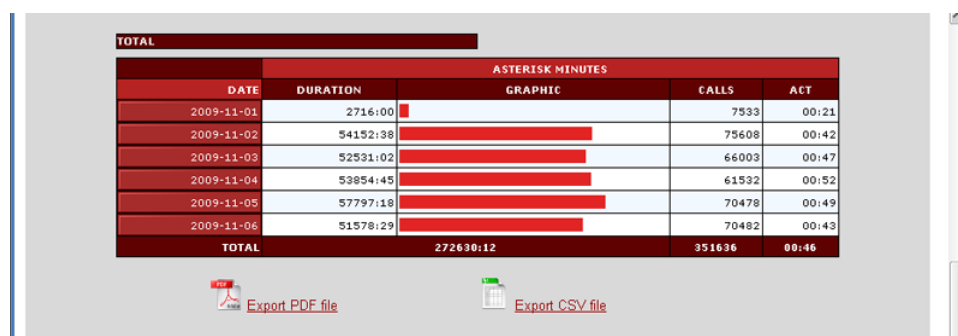 TOTAL
ASTERISK MINUTES
DATE DURATION GRAPHIC CALLS ACT
2009-11-01 2716:00 7533 00:21
2009-11-02 54152:38 75608 00:42
2009-11-03 52531:02 66003 00:47
2009-11-04 53854:45 61532 00:52
2009-11-05 57797:18 70478 00:49
2009-11-06 51578:29 70482 00:43
TOTAL 272630:12 351636 00:46
PDF
Export PDF file Export CSV file